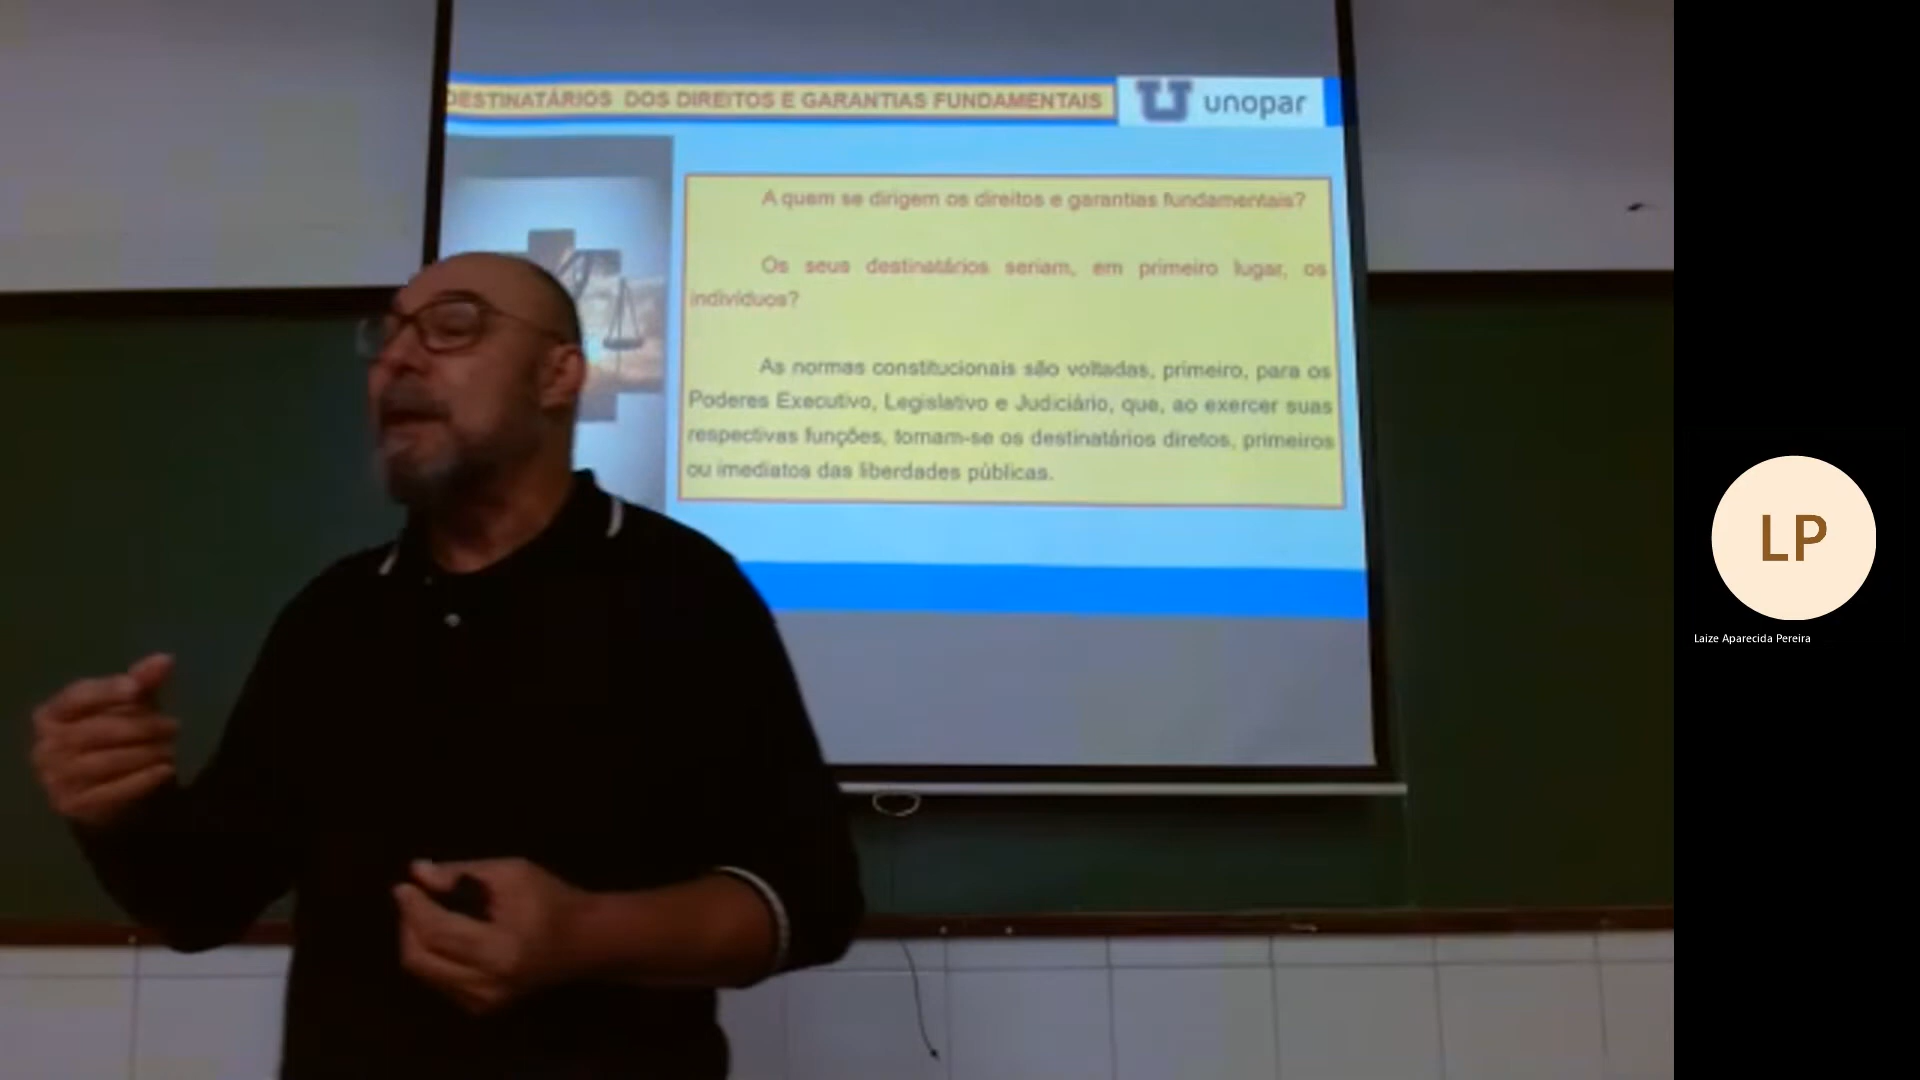 DESTINATÁRIOS DOS DIREITOS E GARANTIAS FUNDAMENTAIS
unopar
A quem se dirigem os direitos e garantias fundamentais?
Os seus destinatários seriam, em primeiro lugar, os
indivíduos?
As normas constitucionais são voltadas, primeiro, para os
Poderes Executivo, Legislativo e Judiciário, que, ao exercer suas
respectivas funções, tornam-se os destinatários diretos, primeiros
ou imediatos das liberdades públicas.
LP
Laize Aparecida Pereira